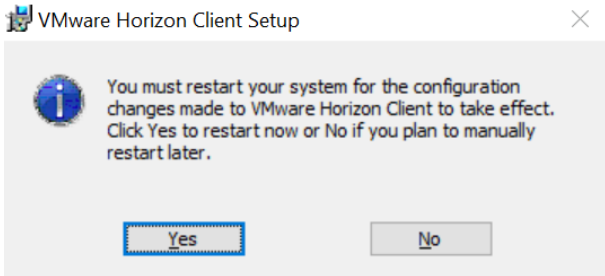 VMware Horizon Client Setup
You must restart your system for the configuration
changes made to VMware Horizon Client to take effect.
Click Yes to restart now or No if you plan to manually
restart later.
Yes
No